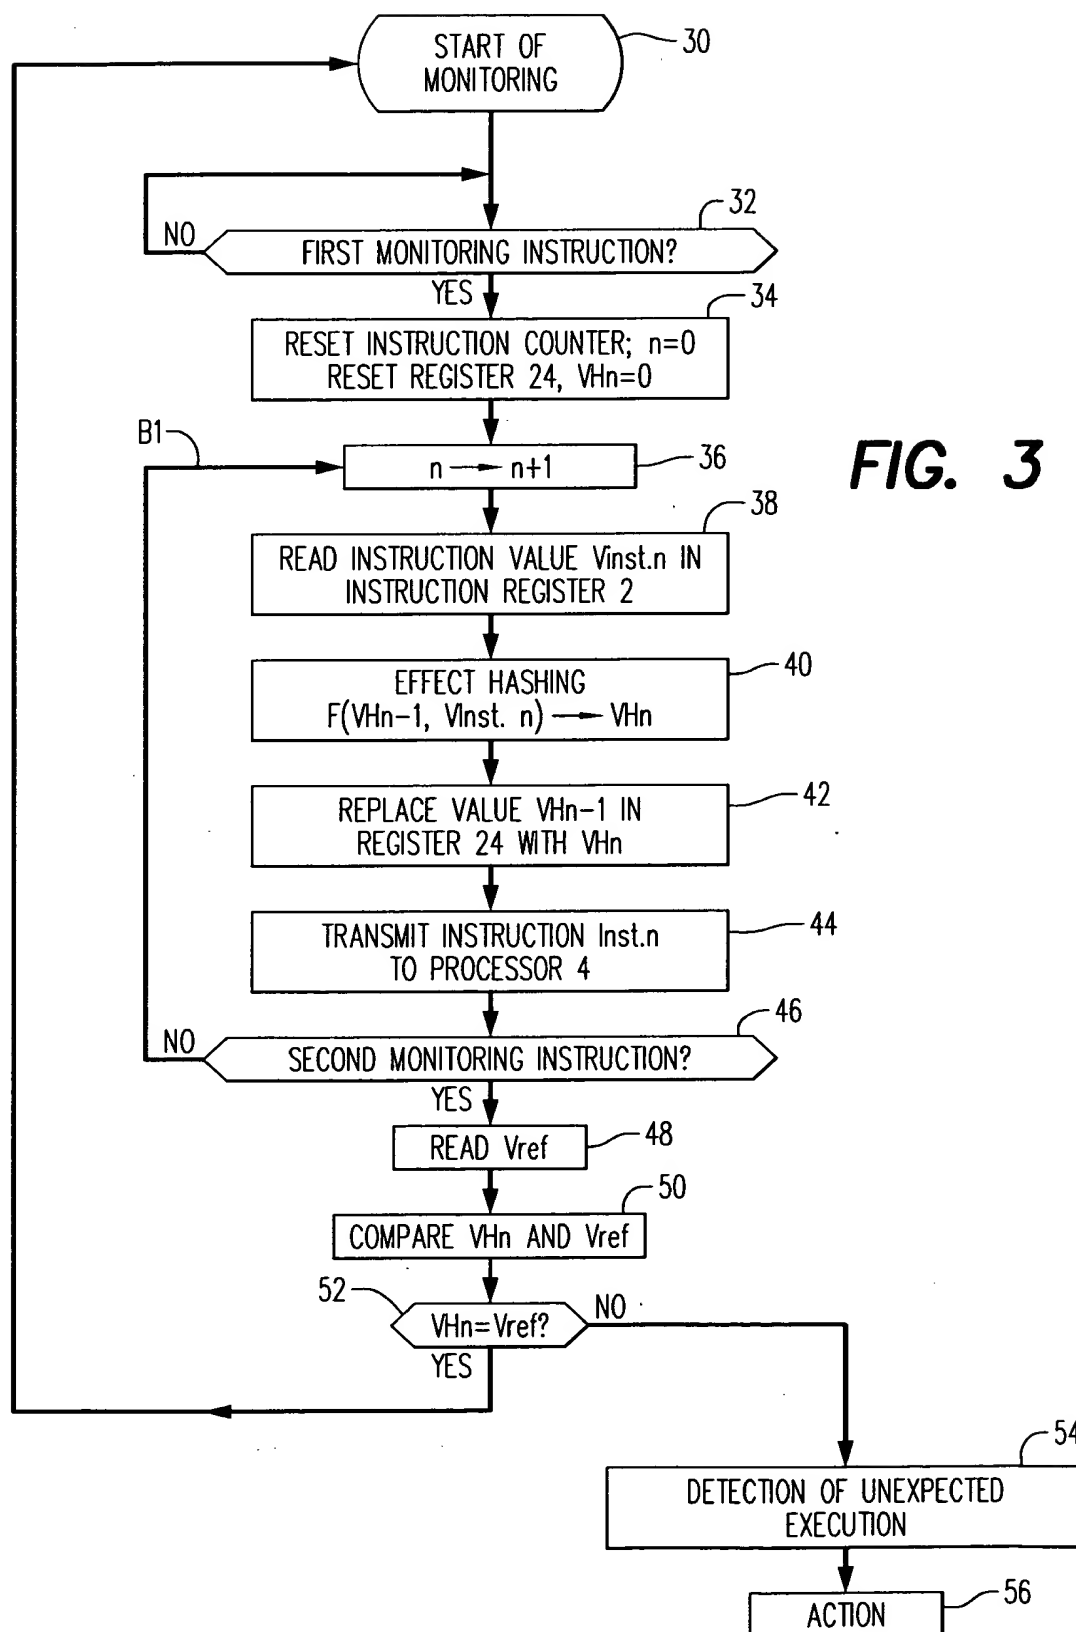 START OF
MONITORING
30
32
NO
FIRST MONITORING INSTRUCTION?
YES
34
RESET INSTRUCTION COUNTER; n=0
RESET REGISTER 24, VHn=0
B1
n → n+1
36
FIG. 3
38
READ INSTRUCTION VALUE Vinst.n IN
INSTRUCTION REGISTER 2
40
EFFECT HASHING
F(VHn-1, Vinst. n) → VHn
42
REPLACE VALUE VHn-1 IN
REGISTER 24 WITH VHn
44
TRANSMIT INSTRUCTION Inst.n
TO PROCESSOR 4
46
NO
SECOND MONITORING INSTRUCTION?
YES
READ Vref
48
50
COMPARE VHn AND Vref
52
NO
VHn=Vref?
YES
54
DETECTION OF UNEXPECTED
EXECUTION
56
ACTION